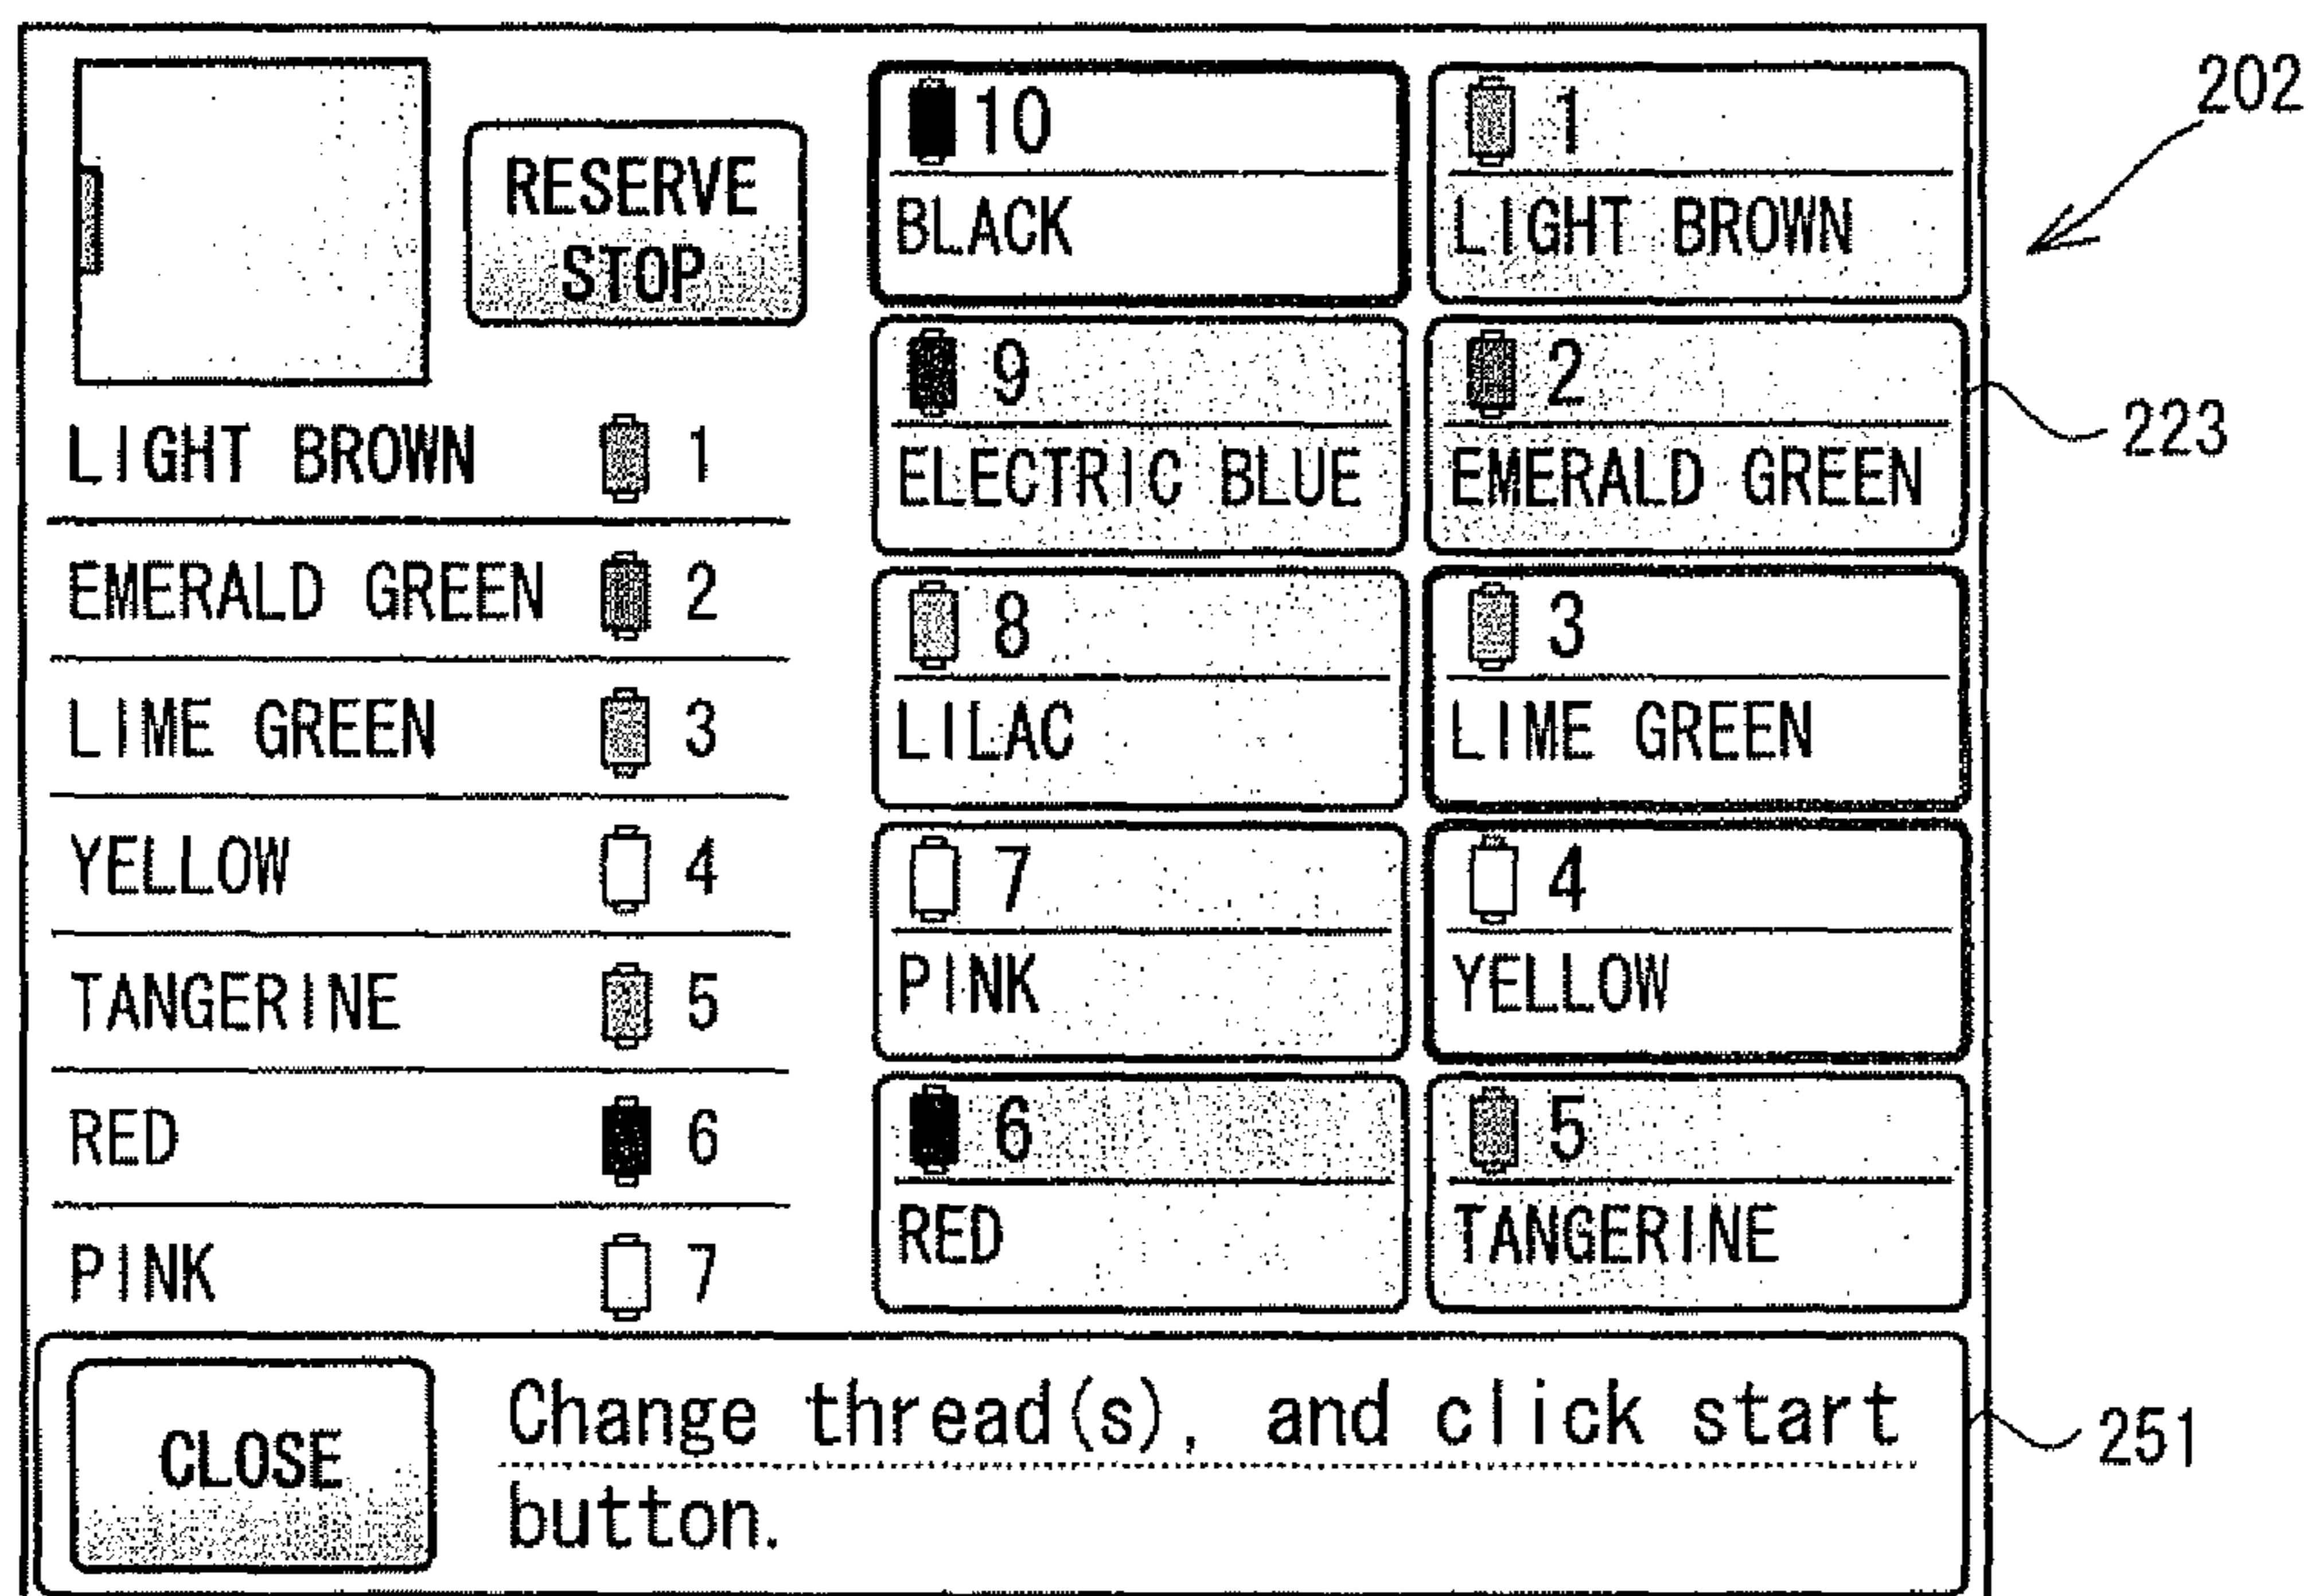 RESERVE
STOP
LIGHT BROWN 1
EMERALD GREEN 2
LIME GREEN 3
YELLOW 4
TANGERINE 5
RED 6
PINK 7
10
BLACK
1
LIGHT BROWN
9
ELECTRIC BLUE
2
EMERALD GREEN
8
LILAC
3
LIME GREEN
7
PINK
4
YELLOW
6
RED
5
TANGERINE
CLOSE
Change thread(s), and click start
button.
202
223
251